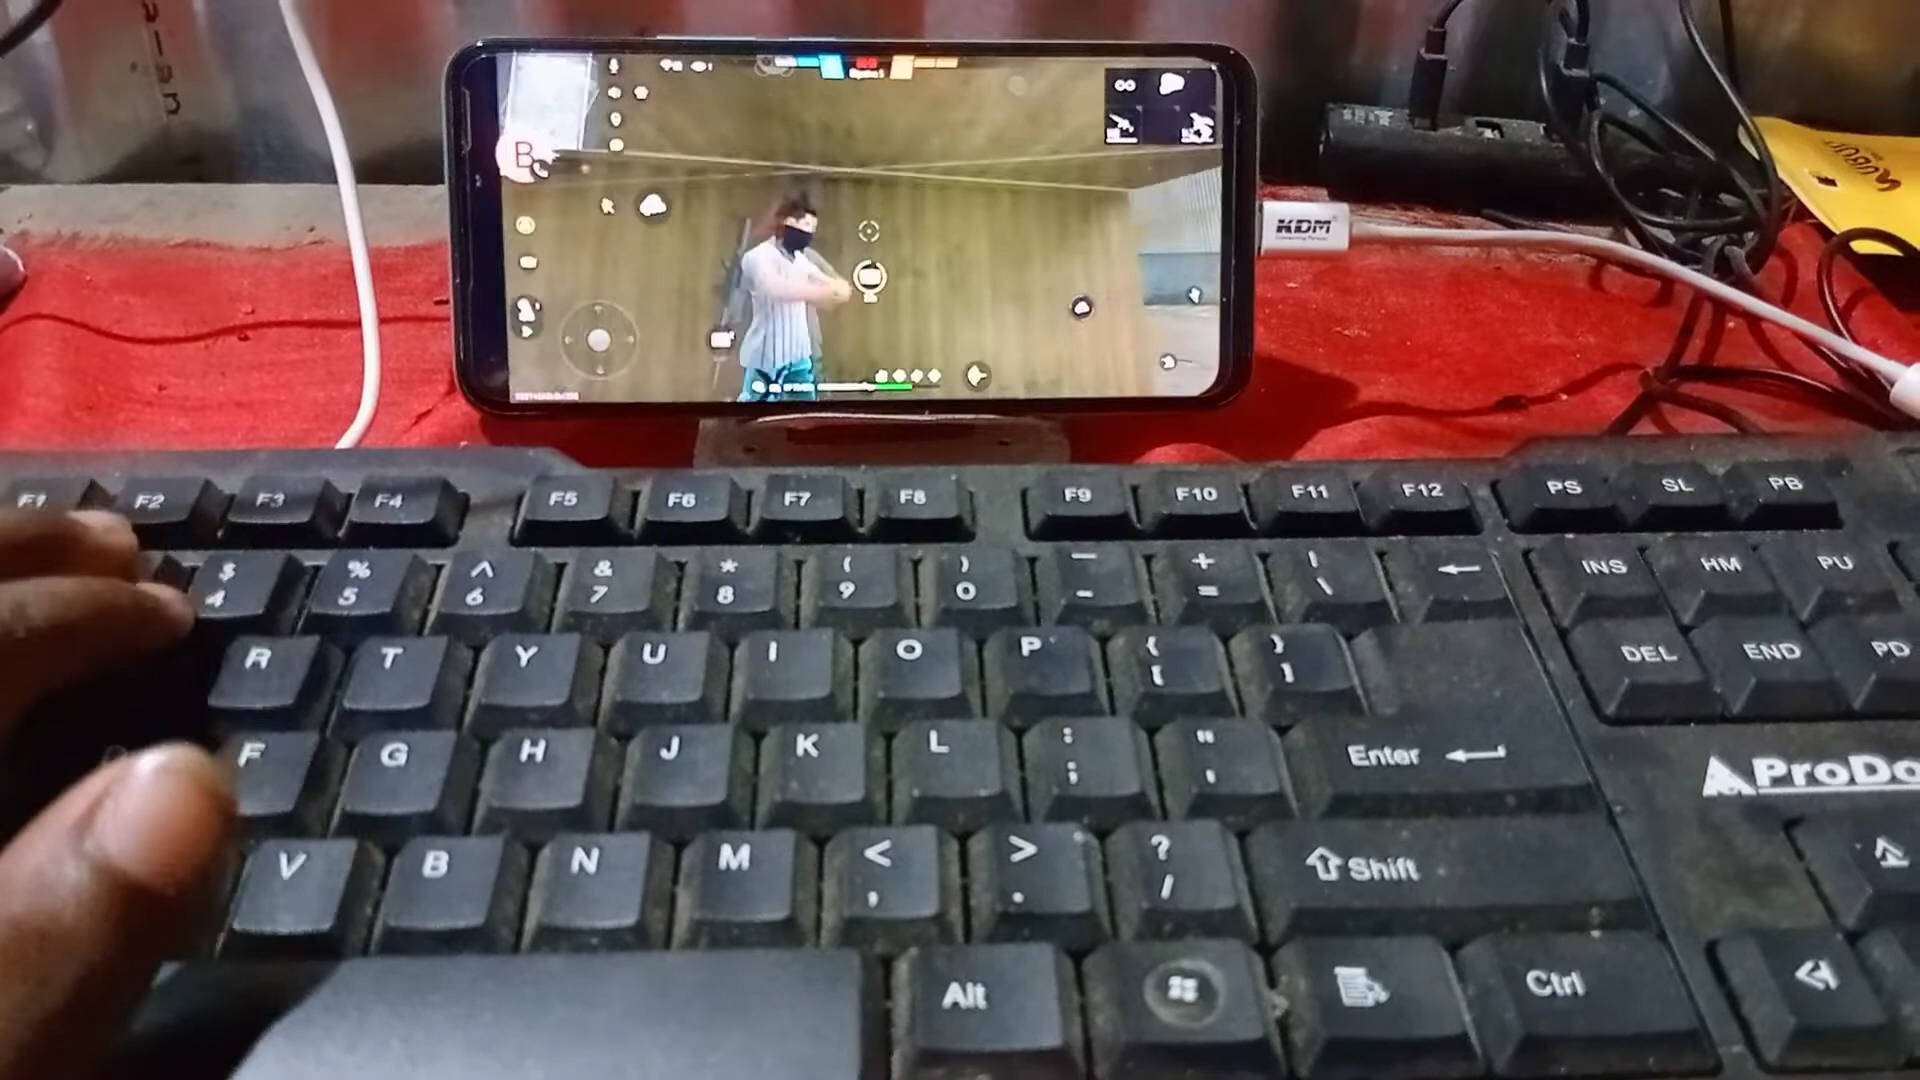 B
KDM
F1 F2 F3 F4 F5 F6 F7 F8 F9 F10 F11 F12 PS SL PB
$ % ^ & * ( ) — + |
4 5 6 7 8 9 0 - = \ ←
INS HM PU
R T Y U I O P { }
[ ]
DEL END PD
F G H J K L : "
; ' Enter ←
ProDo
V B N M < > ?
, . / ⇧ Shift
Alt Ctrl